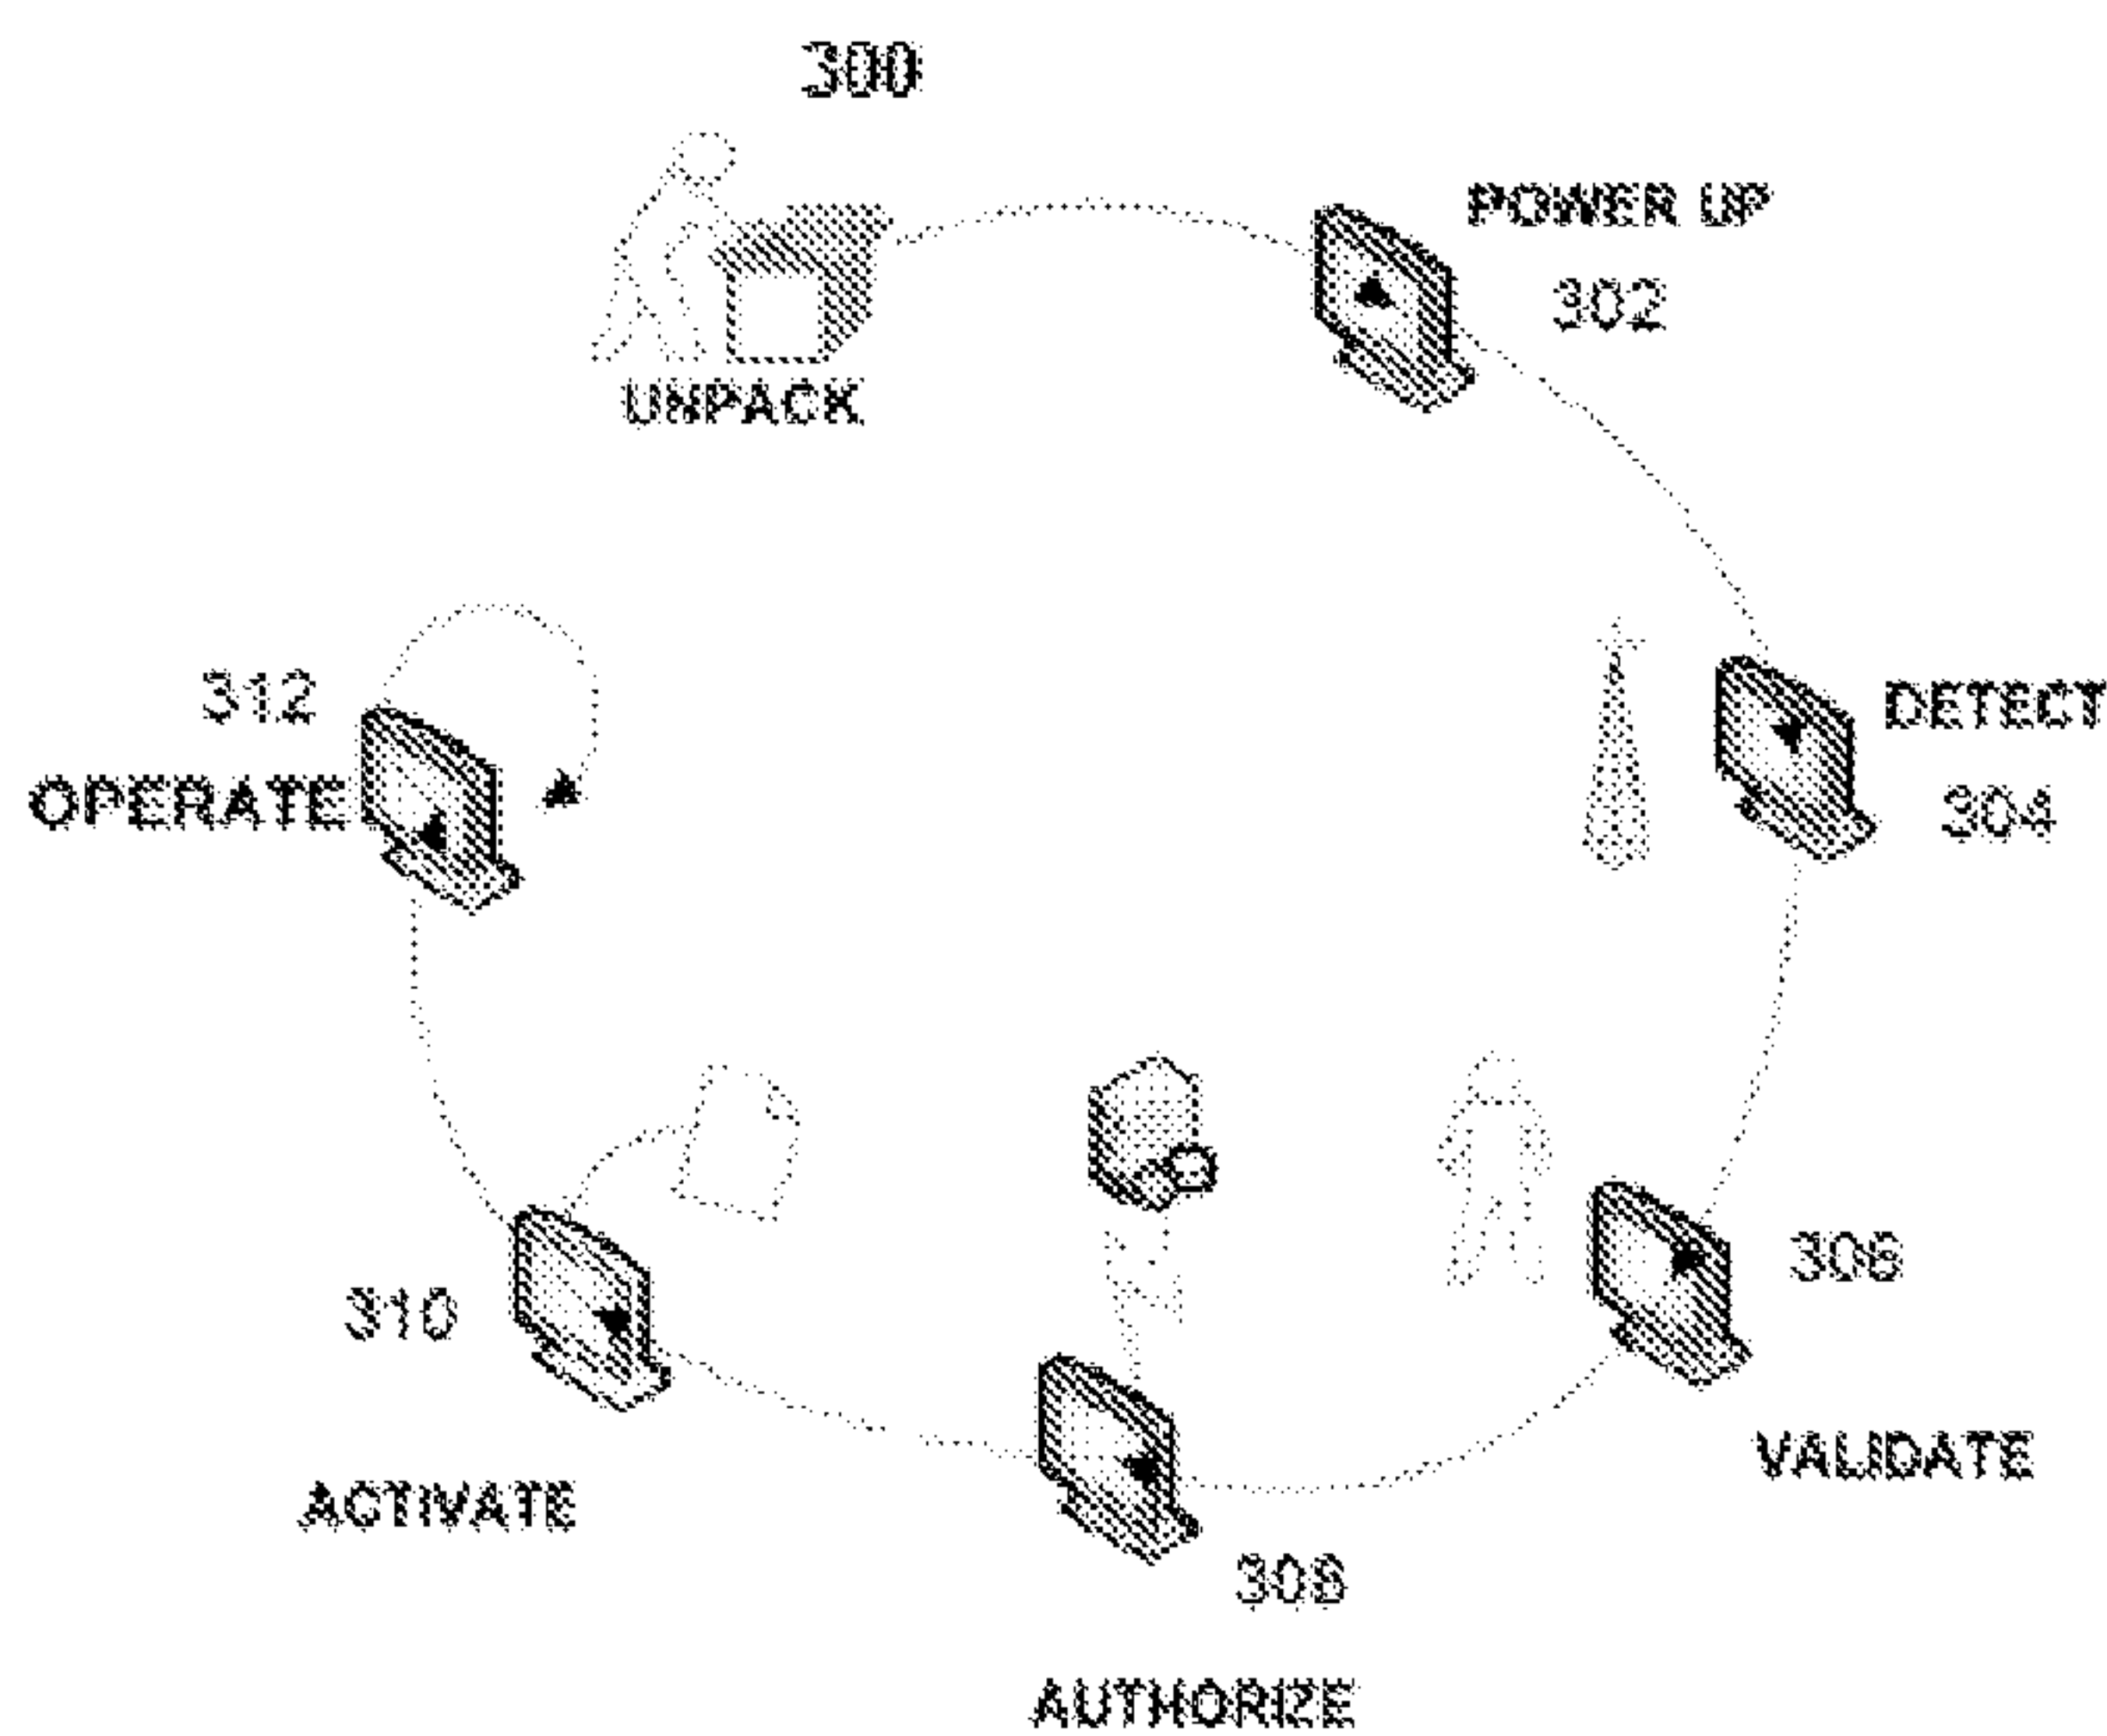 300
UNPACK
POWER UP
302
DETECT
304
306
VALIDATE
308
AUTHORIZE
310
ACTIVATE
312
OPERATE